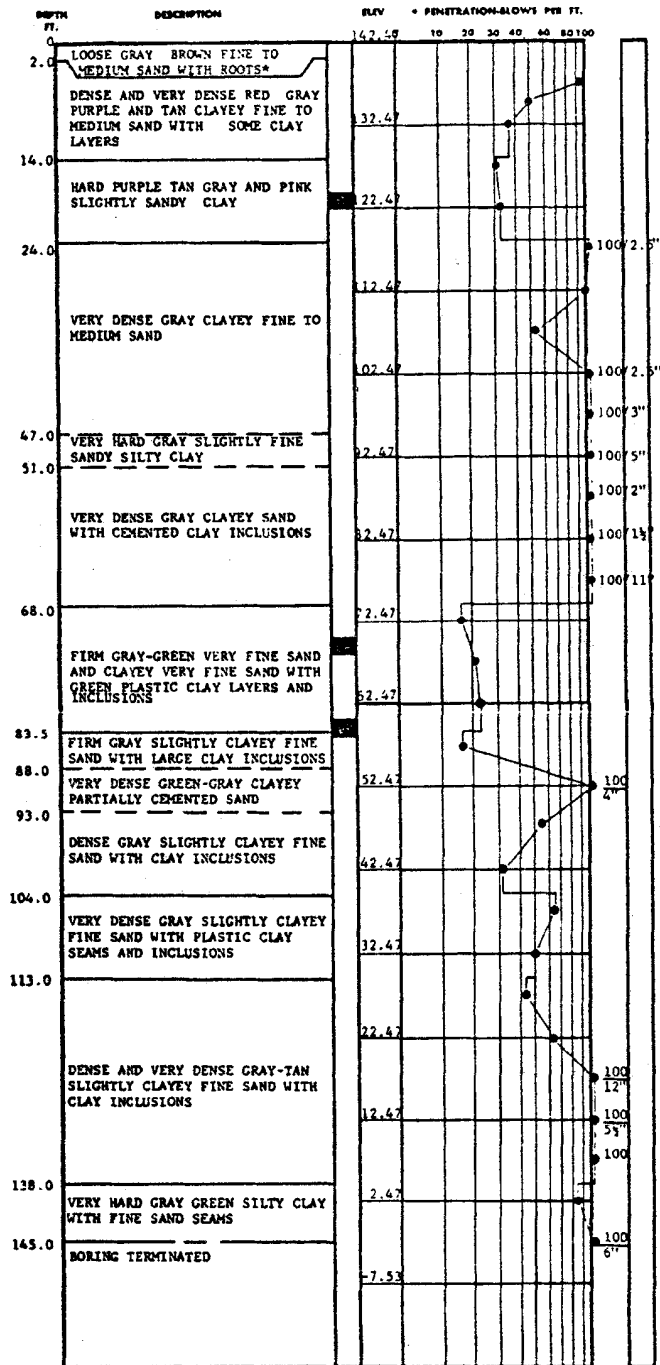 DEPTH FT. DESCRIPTION ELEV • PENETRATION-BLOWS PER FT.
0 142.47 10 20 30 40 60 80 100
LOOSE GRAY BROWN FINE TO
2.0 MEDIUM SAND WITH ROOTS*
DENSE AND VERY DENSE RED GRAY
PURPLE AND TAN CLAYEY FINE TO
MEDIUM SAND WITH SOME CLAY 132.47
LAYERS
14.0
HARD PURPLE TAN GRAY AND PINK
SLIGHTLY SANDY CLAY 122.47
24.0 100/2.5"
112.47
VERY DENSE GRAY CLAYEY FINE TO
MEDIUM SAND
102.47 100/2.5"
100/3"
47.0
VERY HARD GRAY SLIGHTLY FINE
SANDY SILTY CLAY 92.47 100/5"
51.0
100/2"
VERY DENSE GRAY CLAYEY SAND
WITH CEMENTED CLAY INCLUSIONS 82.47 100/1½"
100/11"
68.0 72.47
FIRM GRAY-GREEN VERY FINE SAND
AND CLAYEY VERY FINE SAND WITH
GREEN PLASTIC CLAY LAYERS AND
INCLUSIONS 62.47
83.5
FIRM GRAY SLIGHTLY CLAYEY FINE
SAND WITH LARGE CLAY INCLUSIONS
88.0
VERY DENSE GREEN-GRAY CLAYEY 52.47 100
PARTIALLY CEMENTED SAND 4"
93.0
DENSE GRAY SLIGHTLY CLAYEY FINE
SAND WITH CLAY INCLUSIONS 42.47
104.0
VERY DENSE GRAY SLIGHTLY CLAYEY
FINE SAND WITH PLASTIC CLAY
SEAMS AND INCLUSIONS 32.47
113.0
22.47
DENSE AND VERY DENSE GRAY-TAN 100
SLIGHTLY CLAYEY FINE SAND WITH 12"
CLAY INCLUSIONS
12.47 100
5½"
100
138.0
VERY HARD GRAY GREEN SILTY CLAY 2.47
WITH FINE SAND SEAMS
145.0 100
BORING TERMINATED 6"
-7.53